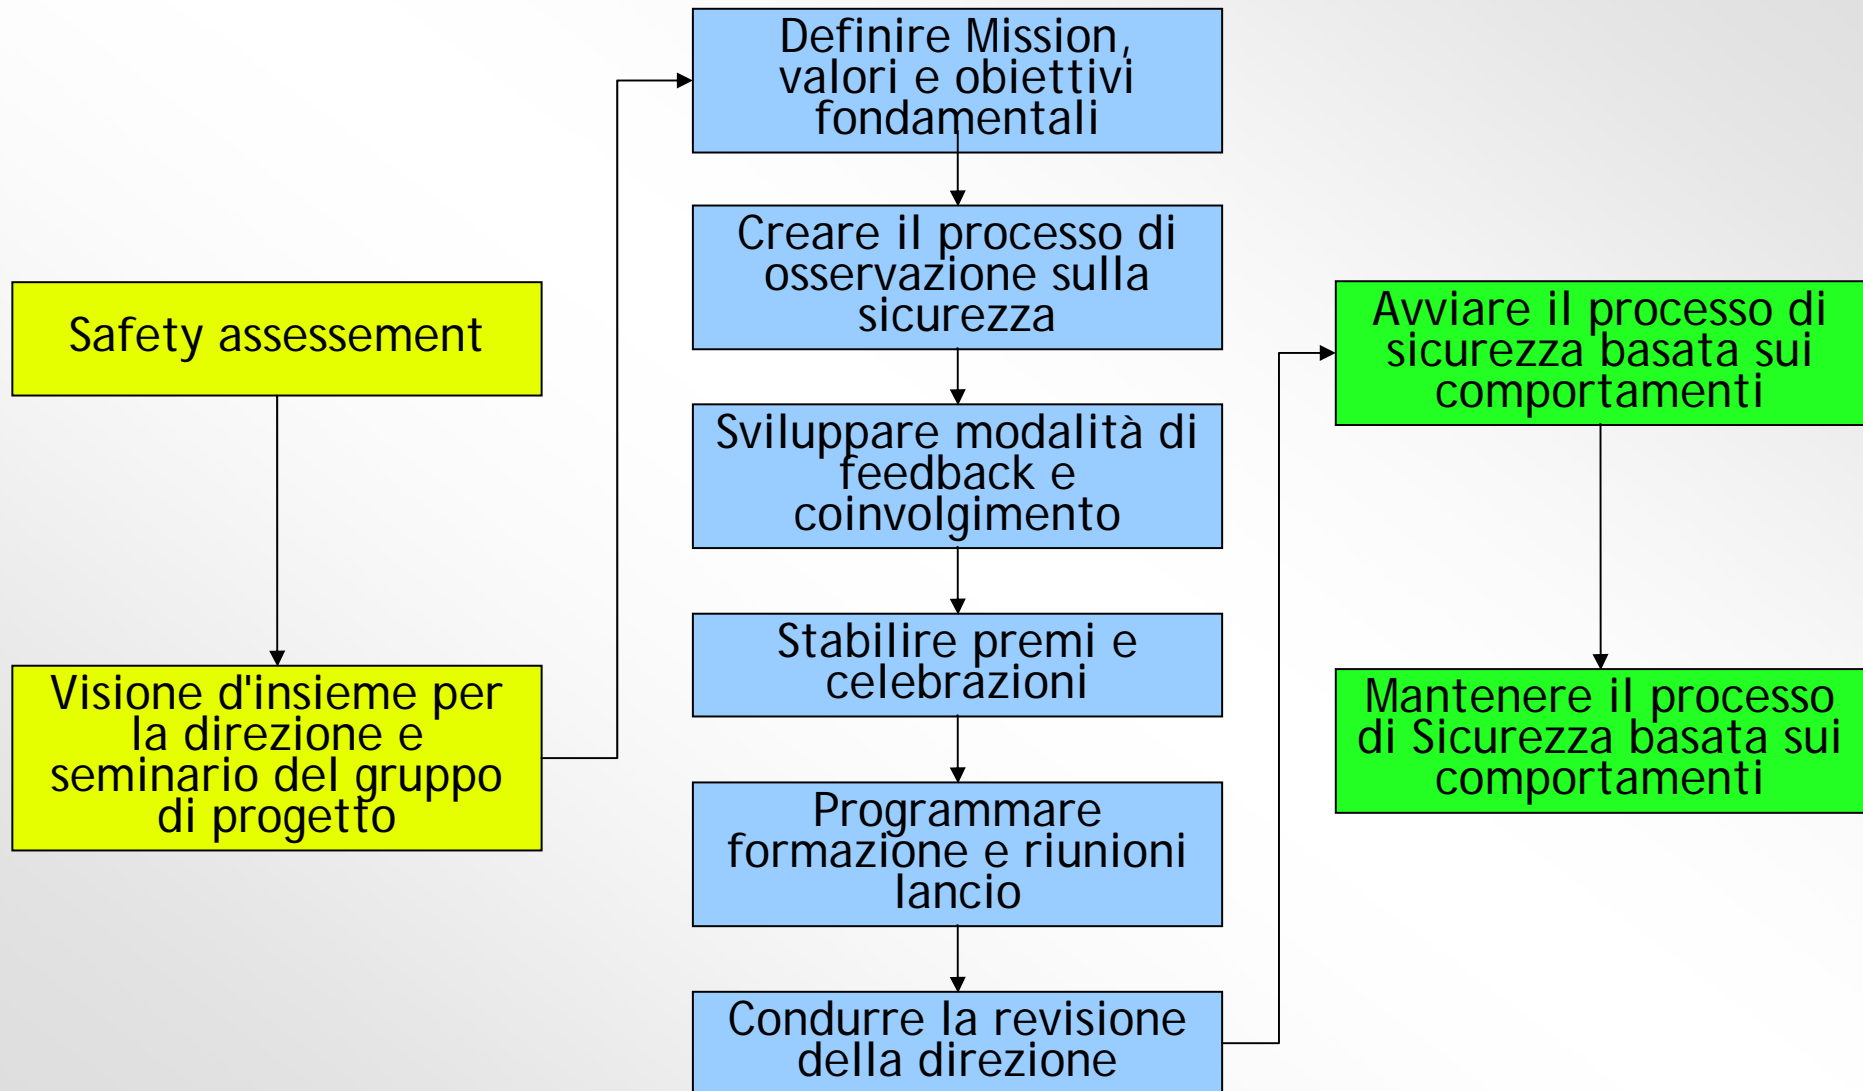 Safety assessement
Visione d'insieme per
la direzione e
seminario del gruppo
di progetto
Definire Mission,
valori e obiettivi
fondamentali
Creare il processo di
osservazione sulla
sicurezza
Sviluppare modalità di
feedback e
coinvolgimento
Stabilire premi e
celebrazioni
Programmare
formazione e riunioni
lancio
Condurre la revisione
della direzione
Avviare il processo di
sicurezza basata sui
comportamenti
Mantenere il processo
di Sicurezza basata sui
comportamenti